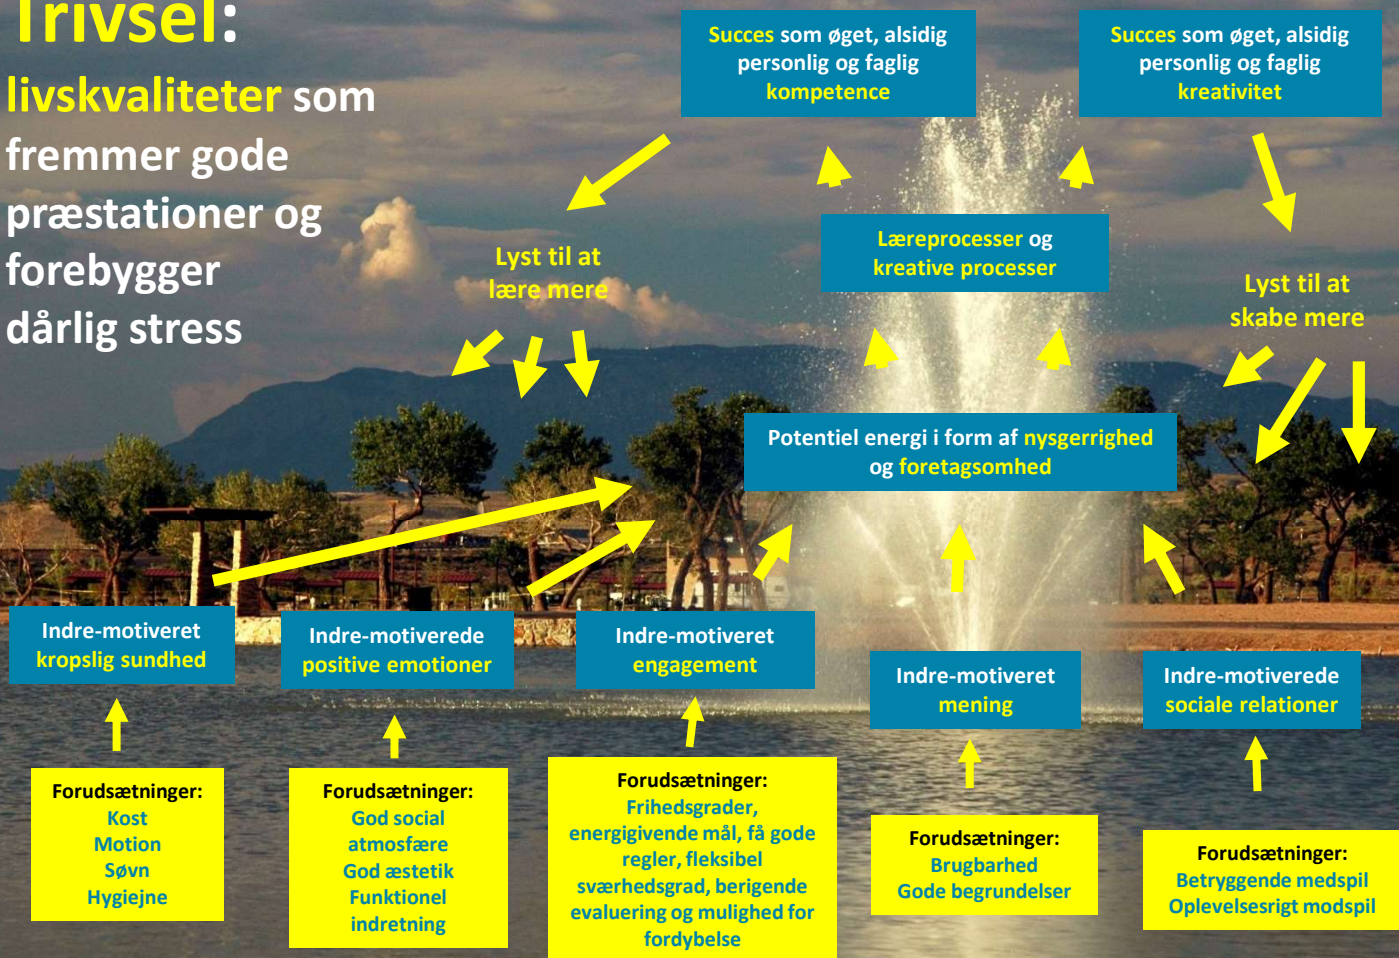 Trivsel:
livskvaliteter som
fremmer gode
præstationer og
forebygger
dårlig stress
Succes som øget, alsidig
personlig og faglig
kompetence
Succes som øget, alsidig
personlig og faglig
kreativitet
Læreprocesser og
kreative processer
Lyst til at
lære mere
Lyst til at
skabe mere
Potentiel energi i form af nysgerrighed
og foretagsomhed
Indre-motiveret
kropslig sundhed
Indre-motiverede
positive emotioner
Indre-motiveret
engagement
Indre-motiveret
mening
Indre-motiverede
sociale relationer
Forudsætninger:
Kost
Motion
Søvn
Hygiejne
Forudsætninger:
God social
atmosfære
God æstetik
Funktionel
indretning
Forudsætninger:
Frihedsgrader,
energigivende mål, få gode
regler, fleksibel
sværhedsgrad, berigende
evaluering og mulighed for
fordybelse
Forudsætninger:
Brugbarhed
Gode begrundelser
Forudsætninger:
Betryggende medspil
Oplevelsesrigt modspil